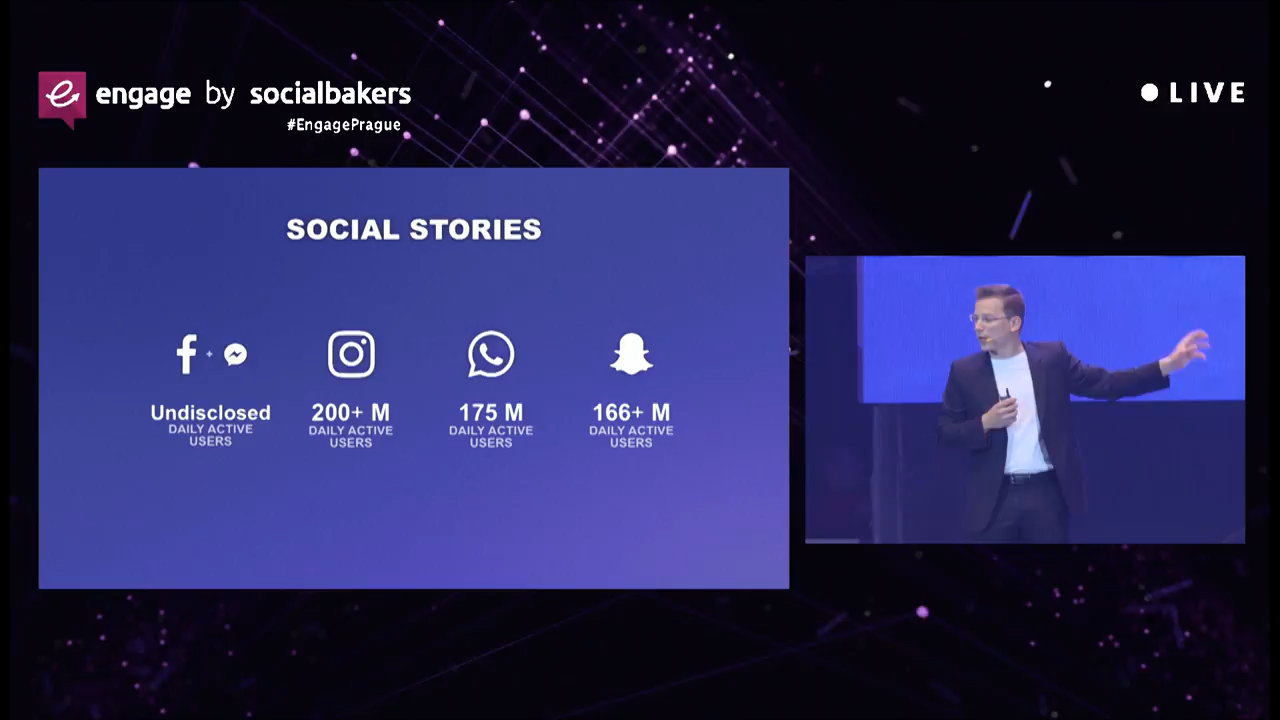 engage by socialbakers
#EngagePrague
LIVE
SOCIAL STORIES
Undisclosed
DAILY ACTIVE
USERS
200+ M
DAILY ACTIVE
USERS
175 M
DAILY ACTIVE
USERS
166+ M
DAILY ACTIVE
USERS